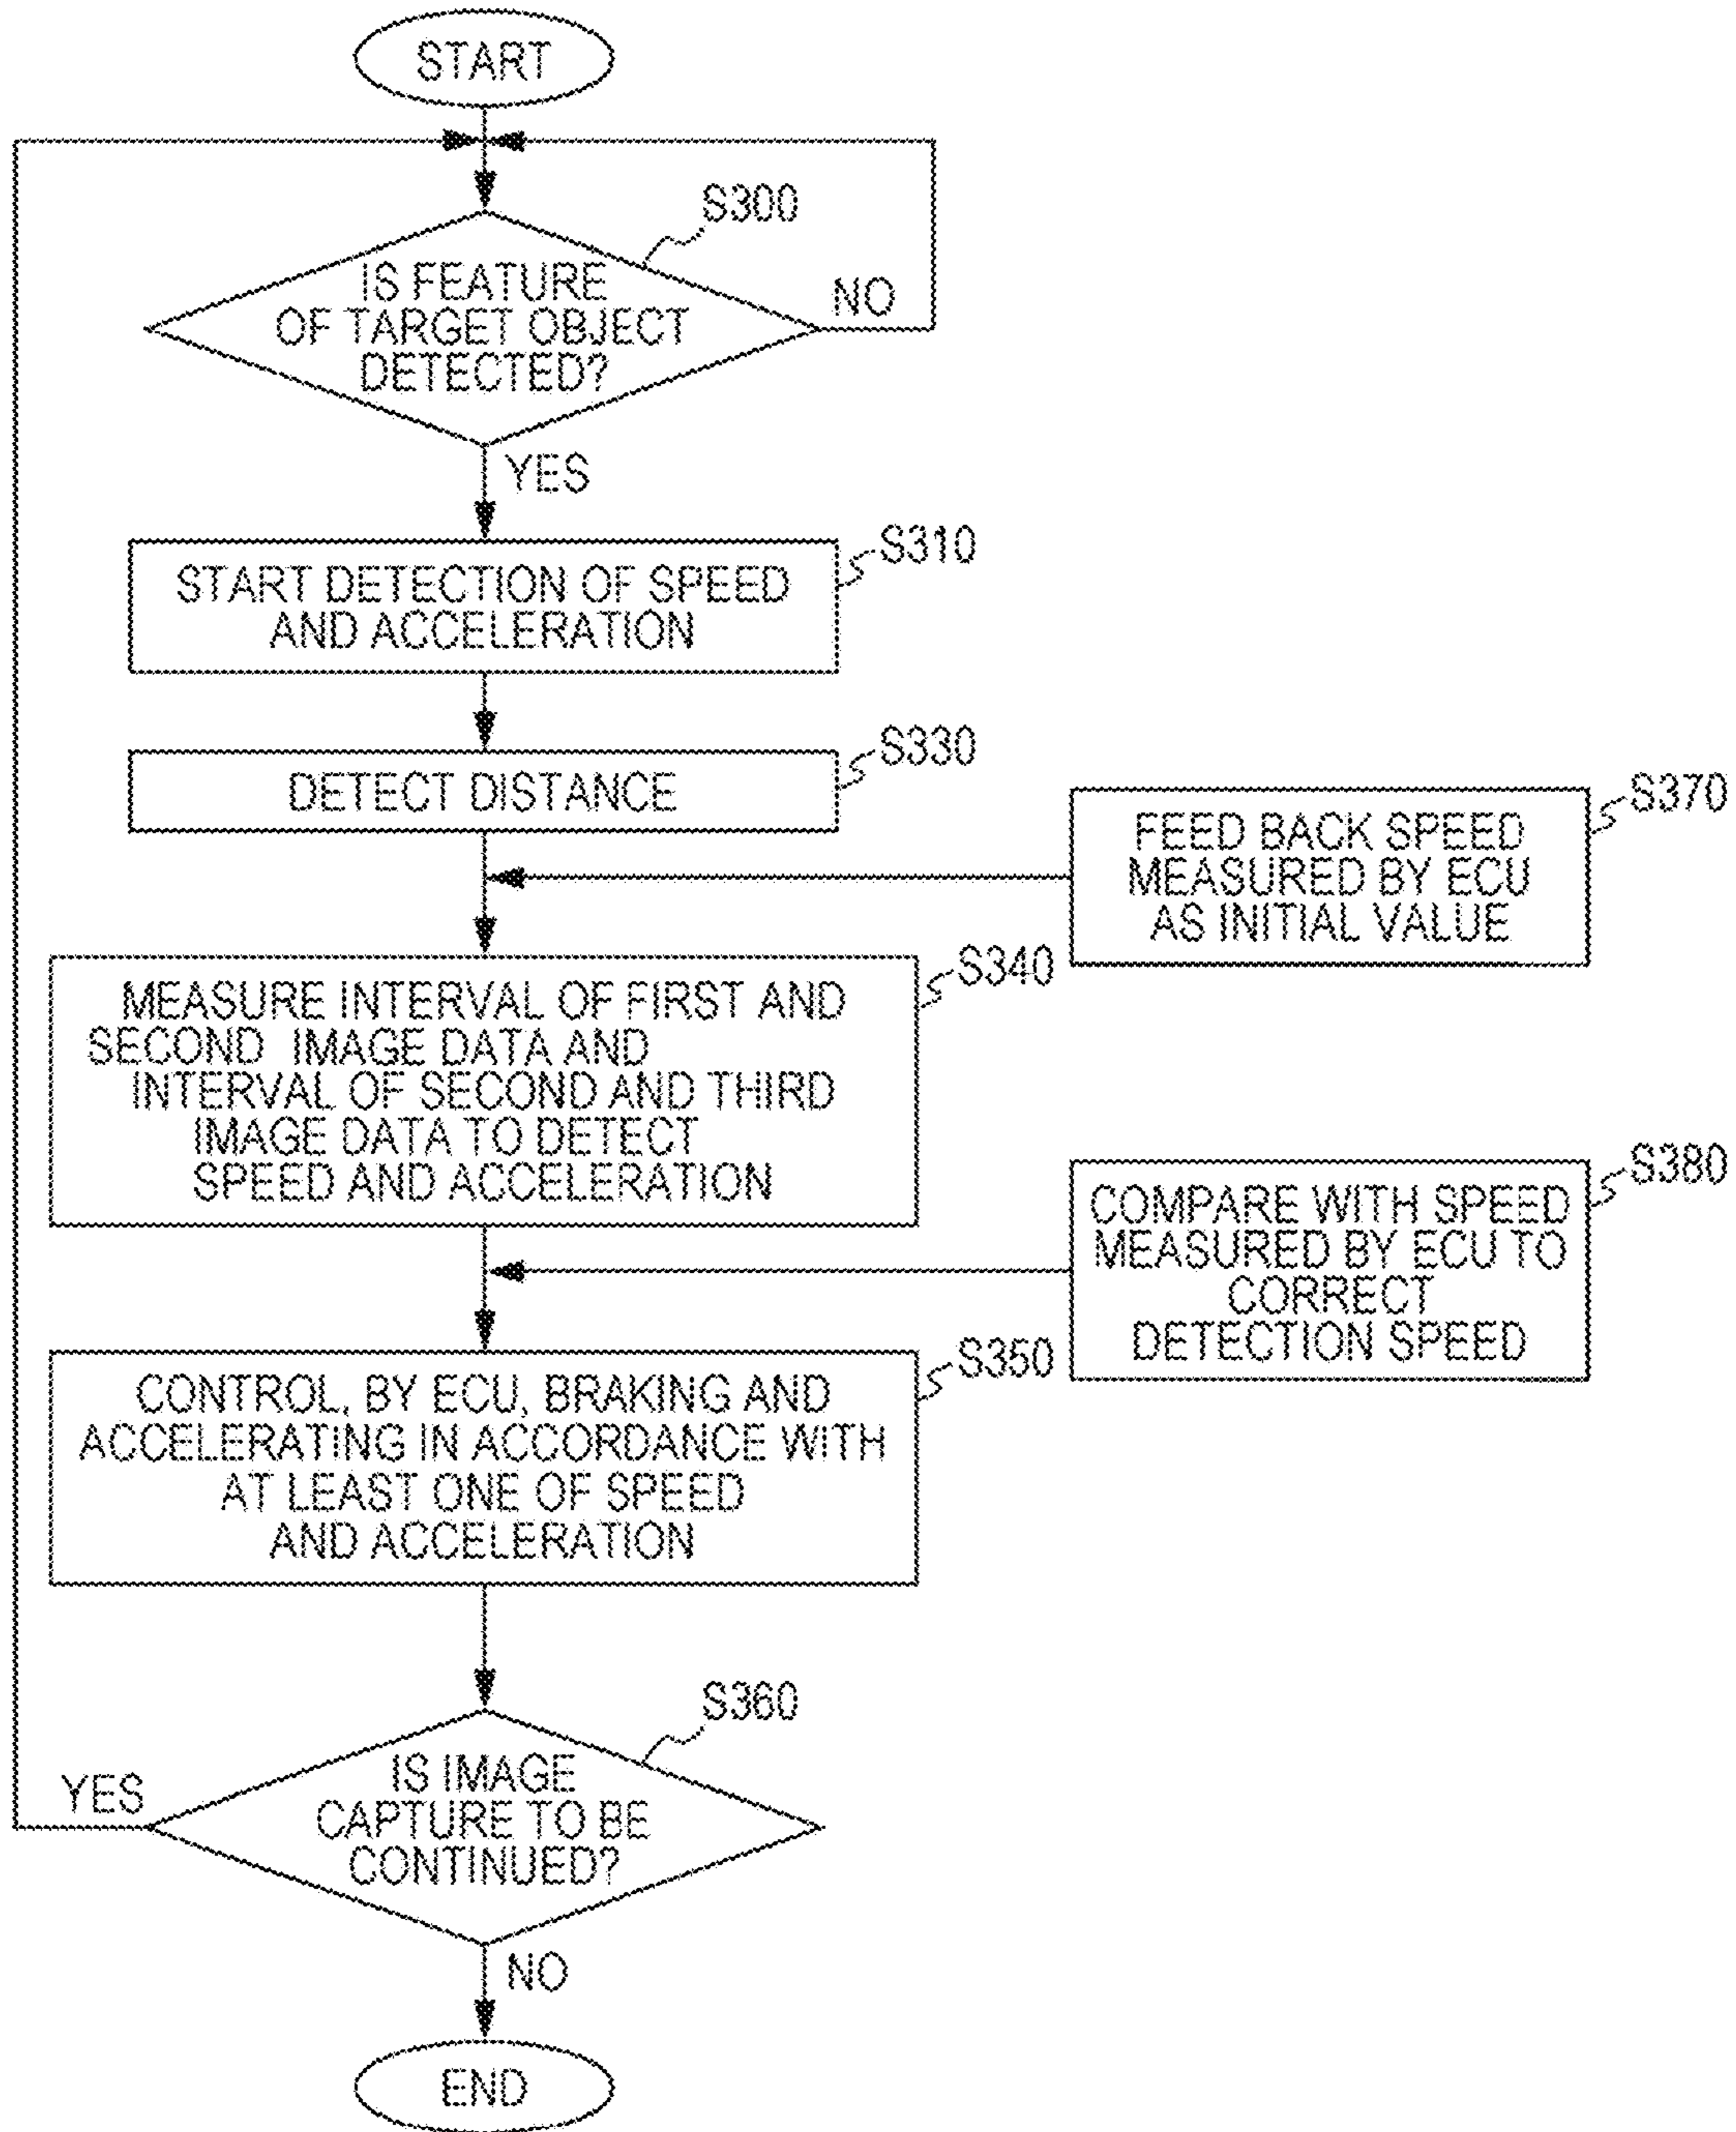 START
S300
IS FEATURE
OF TARGET OBJECT
DETECTED?
NO
YES
S310
START DETECTION OF SPEED
AND ACCELERATION
S330
DETECT DISTANCE
S370
FEED BACK SPEED
MEASURED BY ECU
AS INITIAL VALUE
S340
MEASURE INTERVAL OF FIRST AND
SECOND IMAGE DATA AND
INTERVAL OF SECOND AND THIRD
IMAGE DATA TO DETECT
SPEED AND ACCELERATION
S380
COMPARE WITH SPEED
MEASURED BY ECU TO
CORRECT
DETECTION SPEED
S350
CONTROL, BY ECU, BRAKING AND
ACCELERATING IN ACCORDANCE WITH
AT LEAST ONE OF SPEED
AND ACCELERATION
S360
IS IMAGE
CAPTURE TO BE
CONTINUED?
YES
NO
END